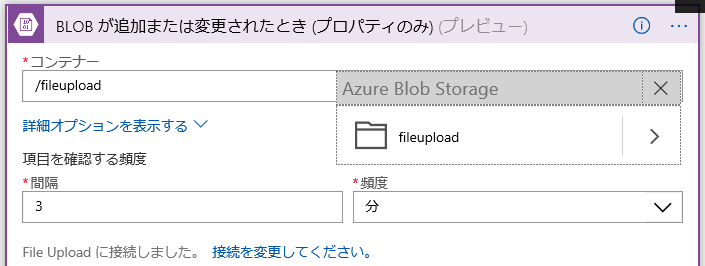 BLOB が追加または変更されたとき (プロパティのみ) (プレビュー)
* コンテナー
/fileupload
Azure Blob Storage
fileupload
詳細オプションを表示する
項目を確認する頻度
* 間隔
* 頻度
3
分
File Upload に接続しました。 接続を変更してください。